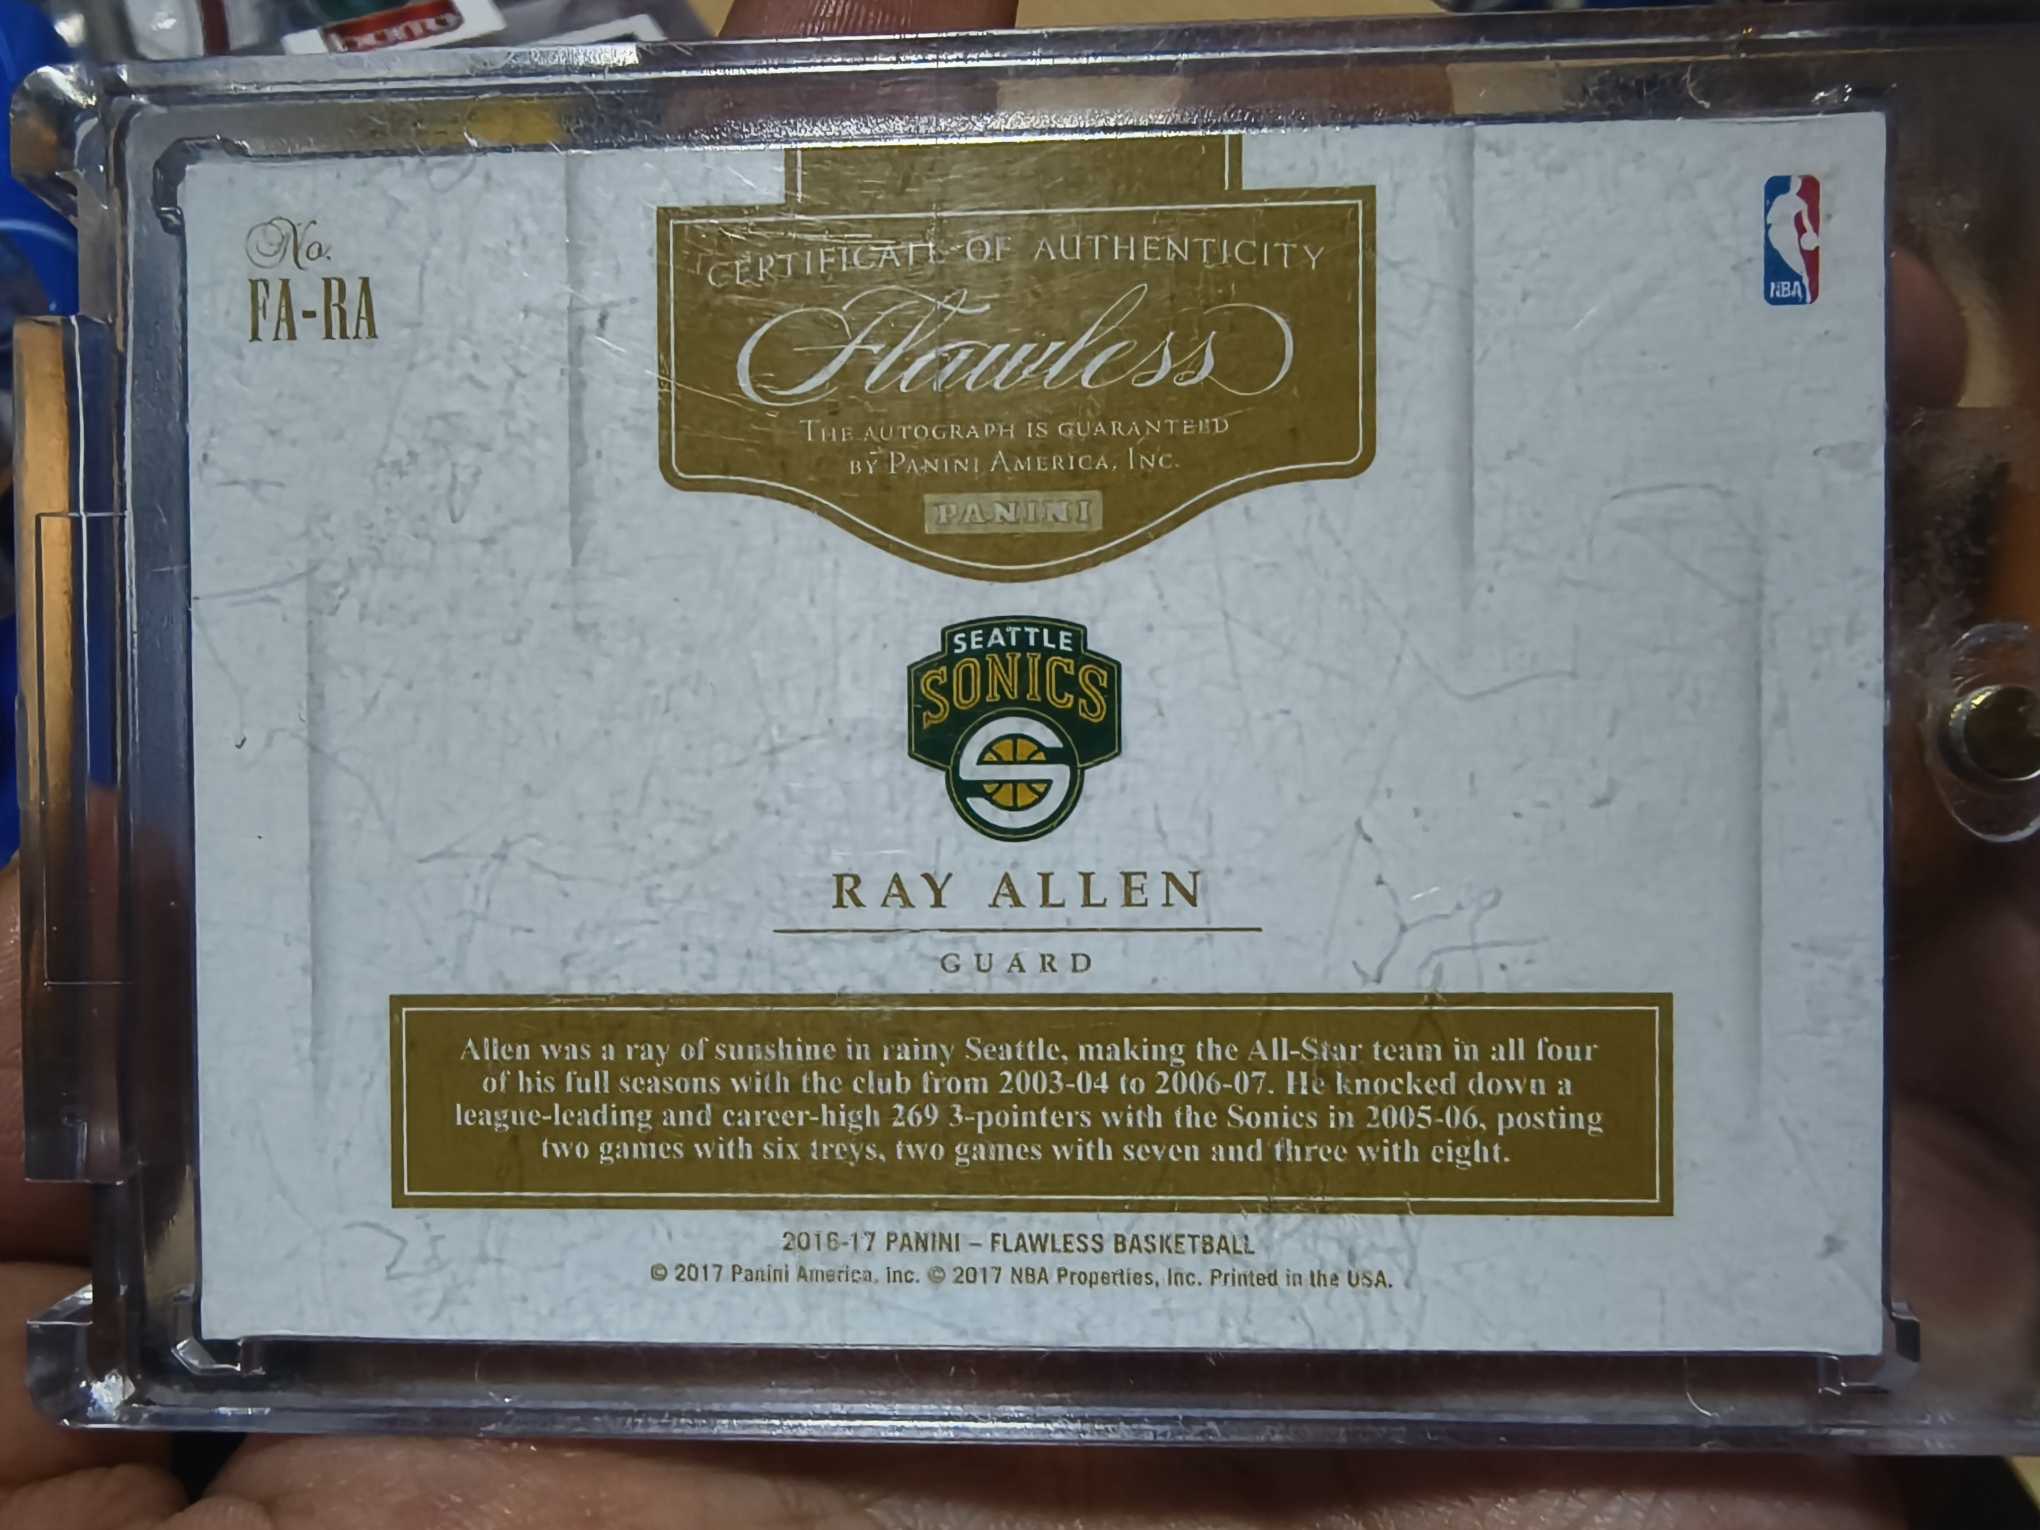 No.
FA-RA
CERTIFICATE OF AUTHENTICITY
Flawless
THE AUTOGRAPH IS GUARANTEED
BY PANINI AMERICA, INC.
PANINI
NBA
SEATTLE
SONICS
S
RAY ALLEN
GUARD
Allen was a ray of sunshine in rainy Seattle, making the All-Star team in all four
of his full seasons with the club from 2003-04 to 2006-07. He knocked down a
league-leading and career-high 269 3-pointers with the Sonics in 2005-06, posting
two games with six treys, two games with seven and three with eight.
2016-17 PANINI – FLAWLESS BASKETBALL
© 2017 Panini America, Inc. © 2017 NBA Properties, Inc. Printed in the USA.